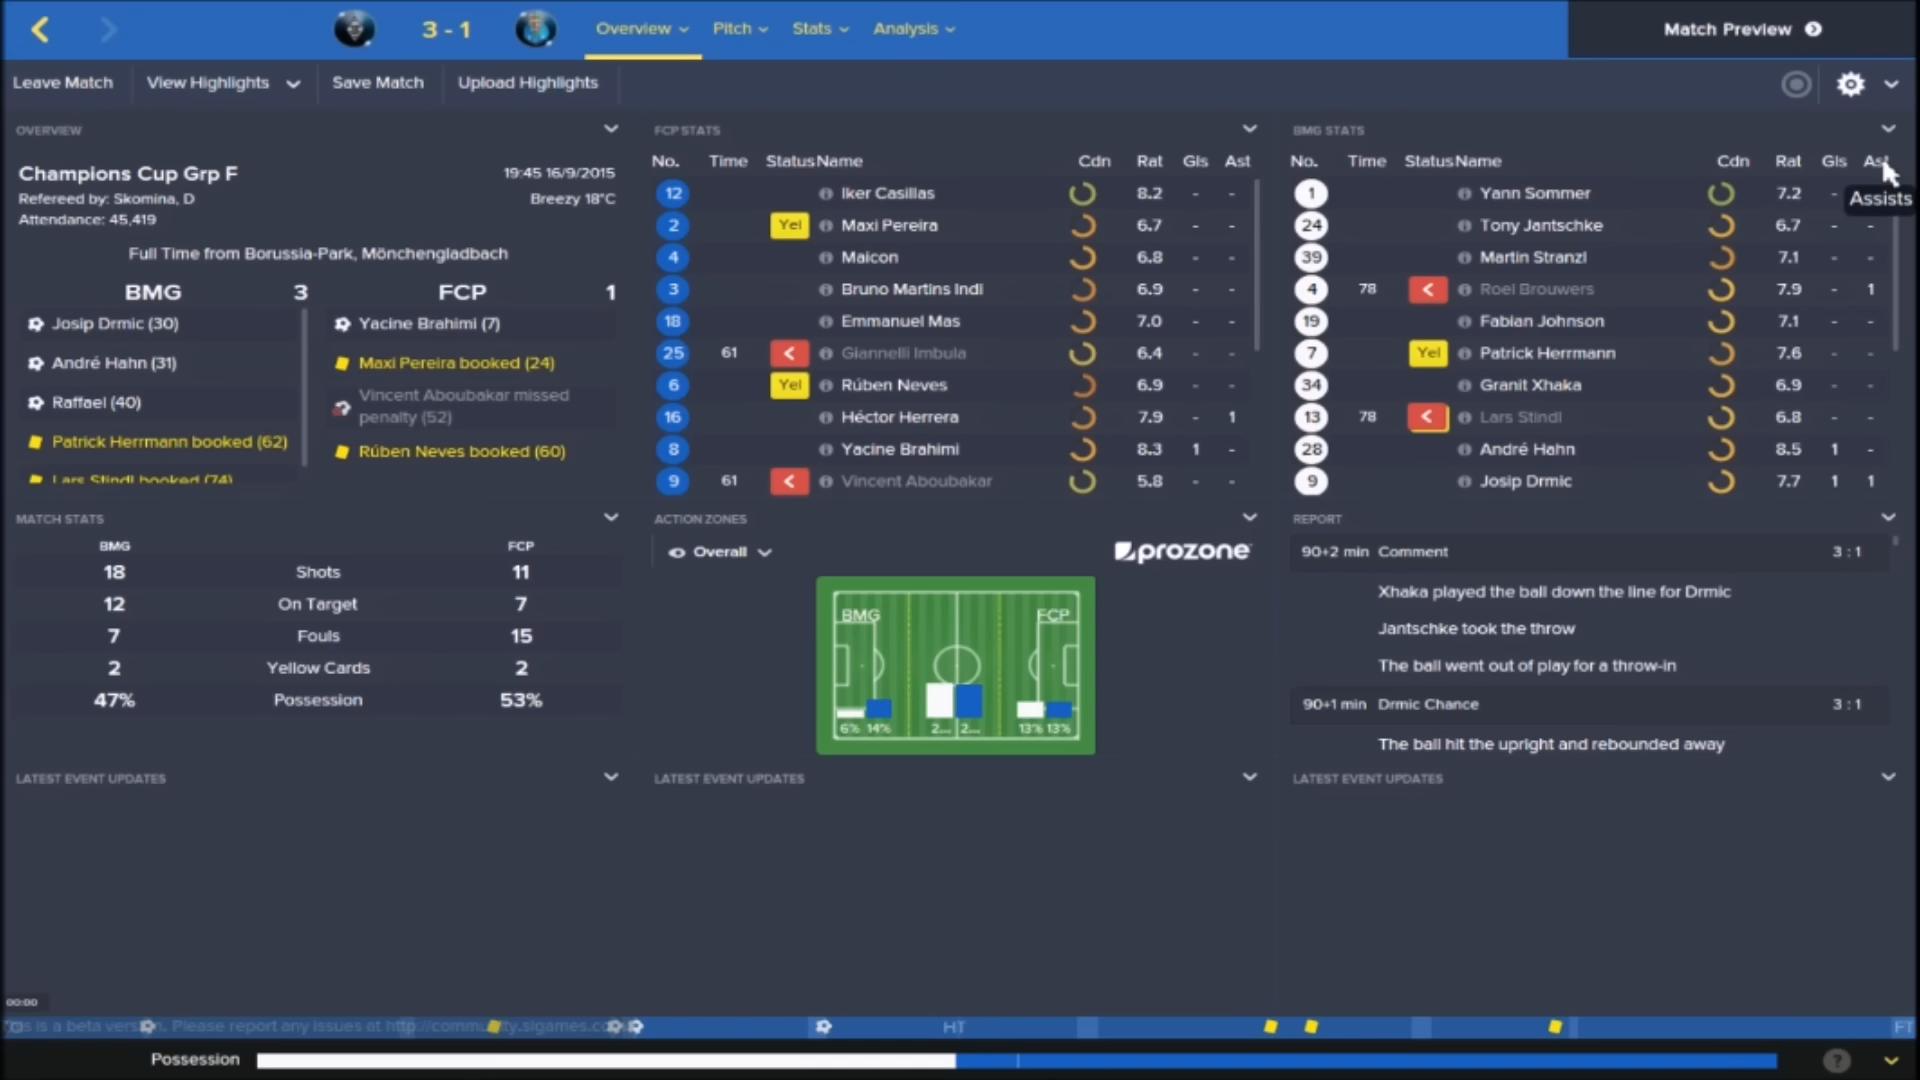 3 - 1
Overview
Pitch
Stats
Analysis
Match Preview
Leave Match
View Highlights
Save Match
Upload Highlights
OVERVIEW
Champions Cup Grp F
19:45 16/9/2015
Refereed by: Skomina, D
Breezy 18°C
Attendance: 45,419
Full Time from Borussia-Park, Mönchengladbach
BMG 3 FCP 1
Josip Drmic (30)
André Hahn (31)
Raffael (40)
Patrick Herrmann booked (62)
Lars Stindl booked (74)
Yacine Brahimi (7)
Maxi Pereira booked (24)
Vincent Aboubakar missed
penalty (52)
Rúben Neves booked (60)
FCP STATS
No. Time Status Name Cdn Rat Gls Ast
12 Iker Casillas 8.2 - -
2 Yel Maxi Pereira 6.7 - -
4 Maicon 6.8 - -
3 Bruno Martins Indi 6.9 - -
18 Emmanuel Mas 7.0 - -
25 61 Giannelli Imbula 6.4 - -
6 Yel Rúben Neves 6.9 - -
16 Héctor Herrera 7.9 - 1
8 Yacine Brahimi 8.3 1 -
9 61 Vincent Aboubakar 5.8 - -
BMG STATS
No. Time Status Name Cdn Rat Gls Ast
Assists
1 Yann Sommer 7.2 -
24 Tony Jantschke 6.7 - -
39 Martin Stranzl 7.1 - -
4 78 Roel Brouwers 7.9 - 1
19 Fabian Johnson 7.1 - -
7 Yel Patrick Herrmann 7.6 - -
34 Granit Xhaka 6.9 - -
13 78 Lars Stindl 6.8 - -
28 André Hahn 8.5 1 -
9 Josip Drmic 7.7 1 1
MATCH STATS
BMG FCP
18 Shots 11
12 On Target 7
7 Fouls 15
2 Yellow Cards 2
47% Possession 53%
ACTION ZONES
Overall
prozone
BMG FCP
6% 14% 2... 2... 13% 13%
REPORT
90+2 min Comment 3 : 1
Xhaka played the ball down the line for Drmic
Jantschke took the throw
The ball went out of play for a throw-in
90+1 min Drmic Chance 3 : 1
The ball hit the upright and rebounded away
LATEST EVENT UPDATES
LATEST EVENT UPDATES
LATEST EVENT UPDATES
00:00
is a beta version. Please report any issues at
HT
FT
Possession
?